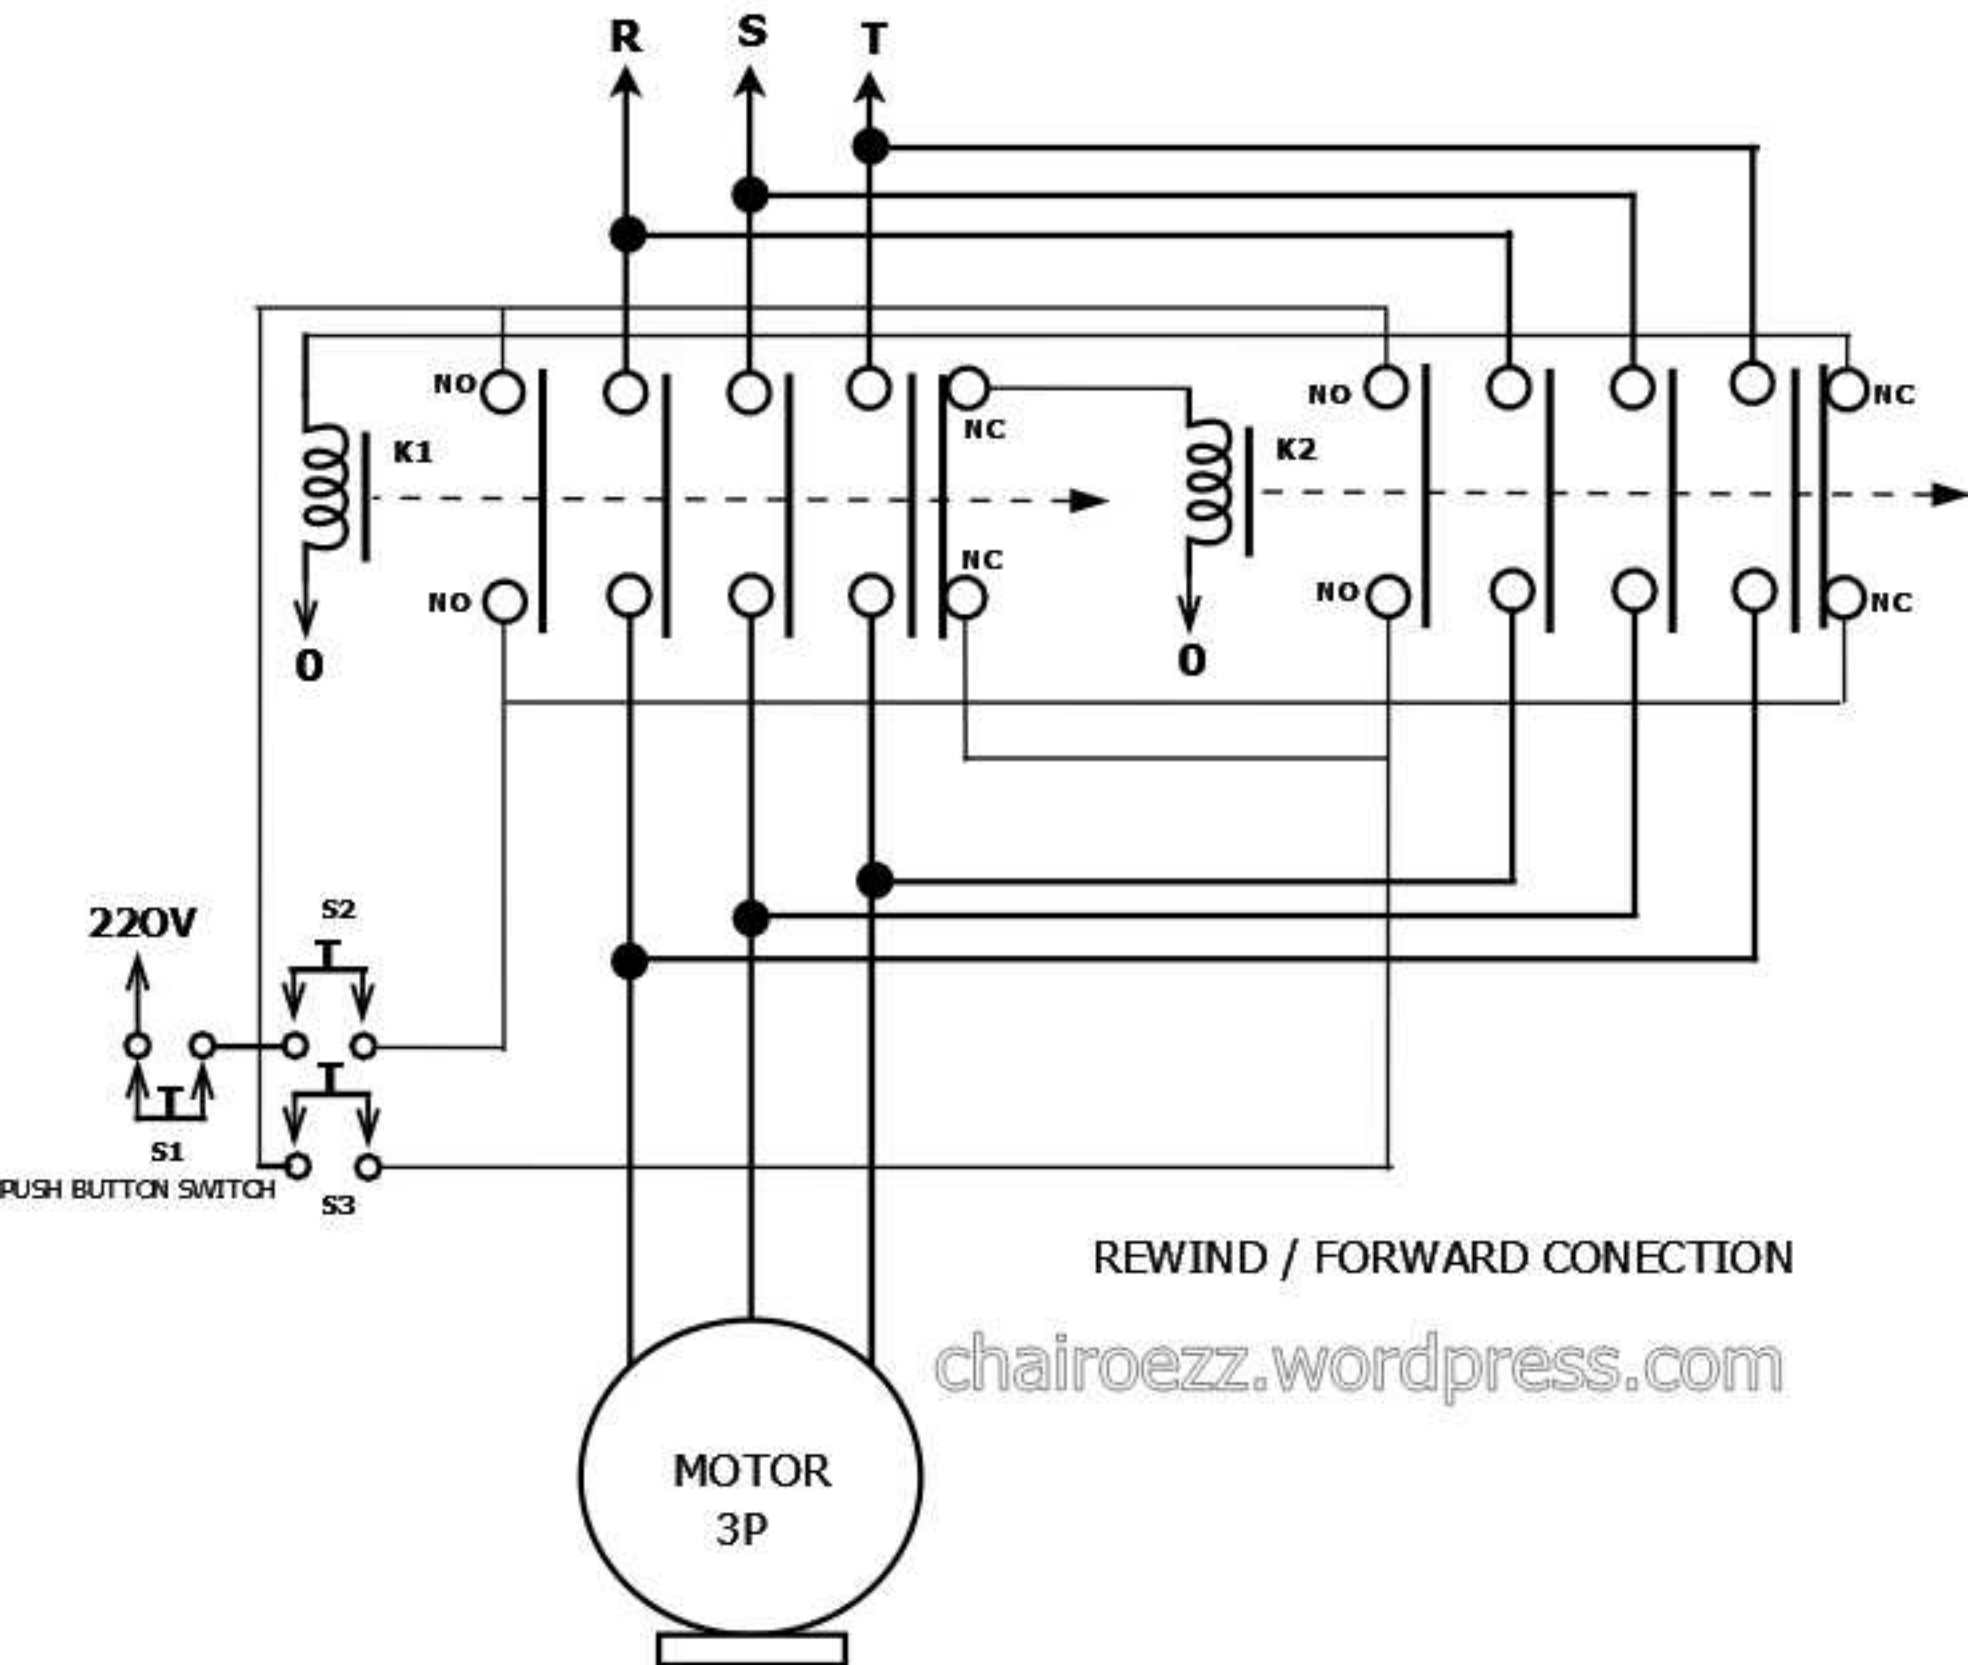 R S T
NO
NC
K1
NO
NC
K2
NC
NO
NC
0
NO
NC
0
220V
S2
S1
PUSH BUTTON SWITCH
S3
REWIND / FORWARD CONECTION
chairoezz.wordpress.com
MOTOR
3P